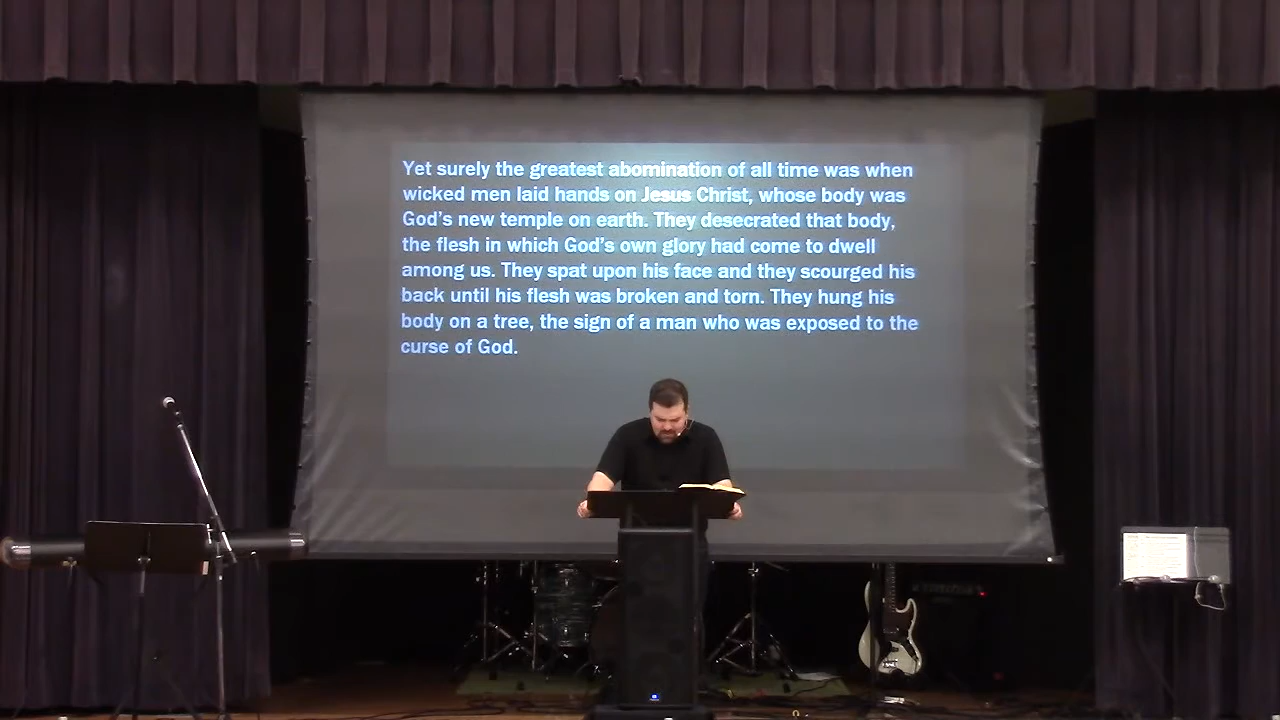 Yet surely the greatest abomination of all time was when
wicked men laid hands on Jesus Christ, whose body was
God's new temple on earth. They desecrated that body,
the flesh in which God's own glory had come to dwell
among us. They spat upon his face and they scourged his
back until his flesh was broken and torn. They hung his
body on a tree, the sign of a man who was exposed to the
curse of God.